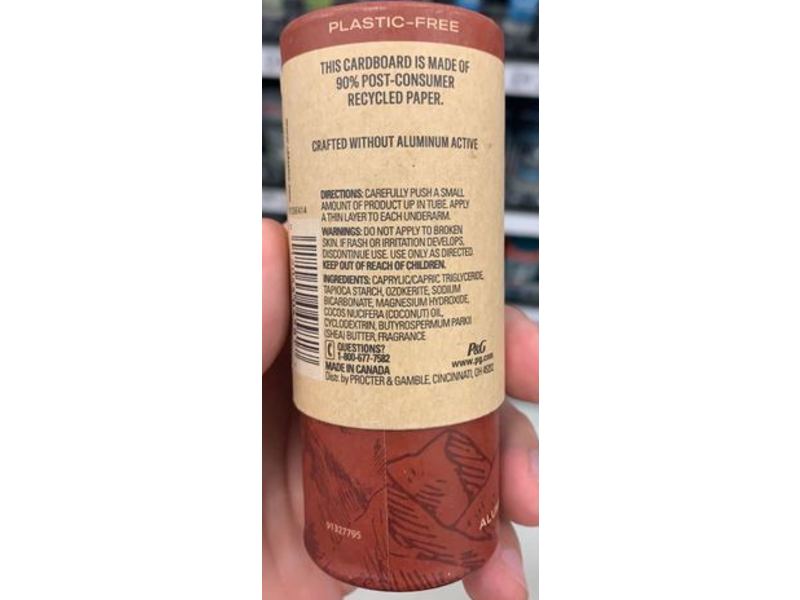 PLASTIC-FREE
THIS CARDBOARD IS MADE OF
90% POST-CONSUMER
RECYCLED PAPER.
CRAFTED WITHOUT ALUMINUM ACTIVE
DIRECTIONS: CAREFULLY PUSH A SMALL
AMOUNT OF PRODUCT UP IN TUBE. APPLY
A THIN LAYER TO EACH UNDERARM.
WARNINGS: DO NOT APPLY TO BROKEN
SKIN. IF RASH OR IRRITATION DEVELOPS,
DISCONTINUE USE. USE ONLY AS DIRECTED.
KEEP OUT OF REACH OF CHILDREN.
INGREDIENTS: CAPRYLIC/CAPRIC TRIGLYCERIDE,
TAPIOCA STARCH, OZOKERITE, SODIUM
BICARBONATE, MAGNESIUM HYDROXIDE,
COCOS NUCIFERA (COCONUT) OIL,
CYCLODEXTRIN, BUTYROSPERMUM PARKII
(SHEA) BUTTER, FRAGRANCE
QUESTIONS?
1-800-677-7582
MADE IN CANADA
P&G
www.pg.com
Distr. by PROCTER & GAMBLE, CINCINNATI, OH 45202
91327795